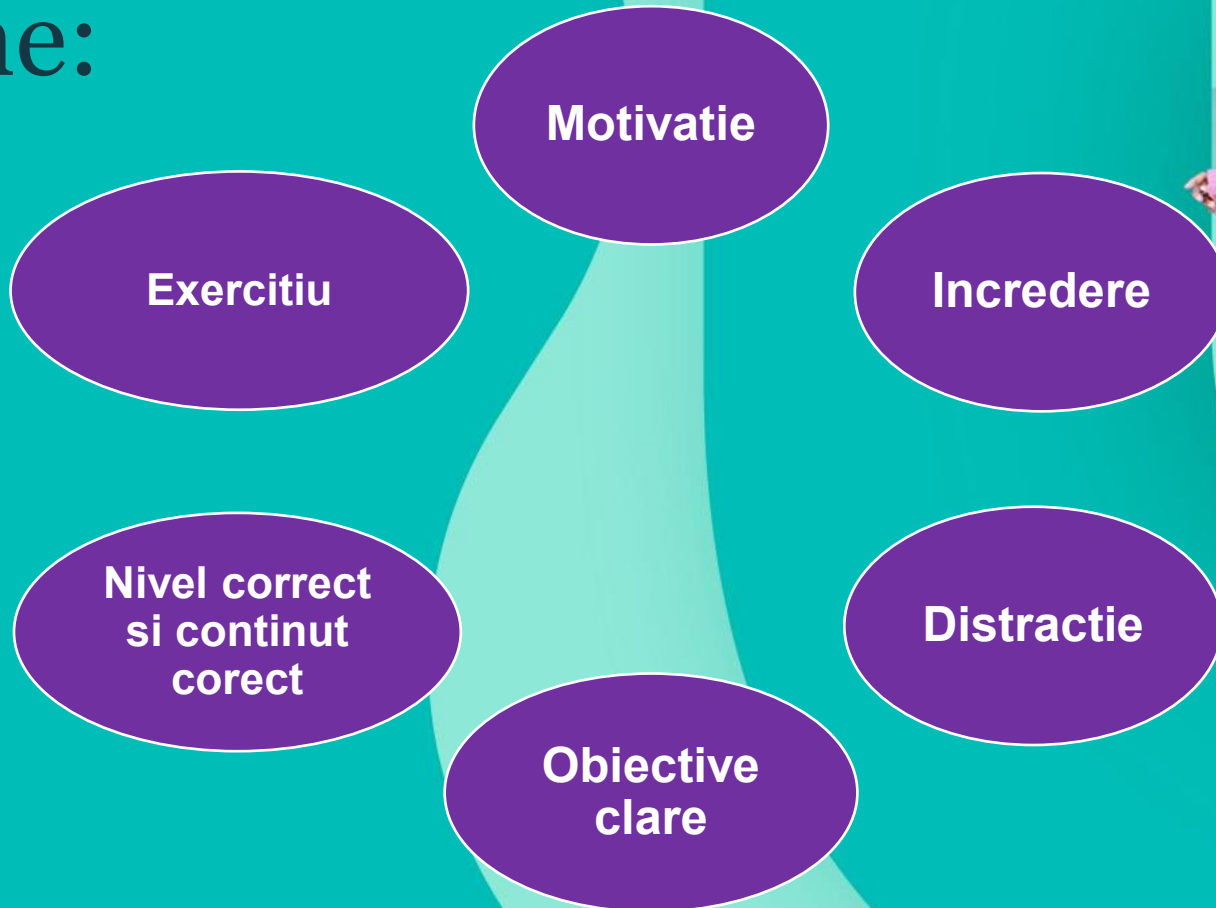 ne:
Motivatie
Exercitiu
Incredere
Nivel correct
si continut
corect
Distractie
Obiective
clare